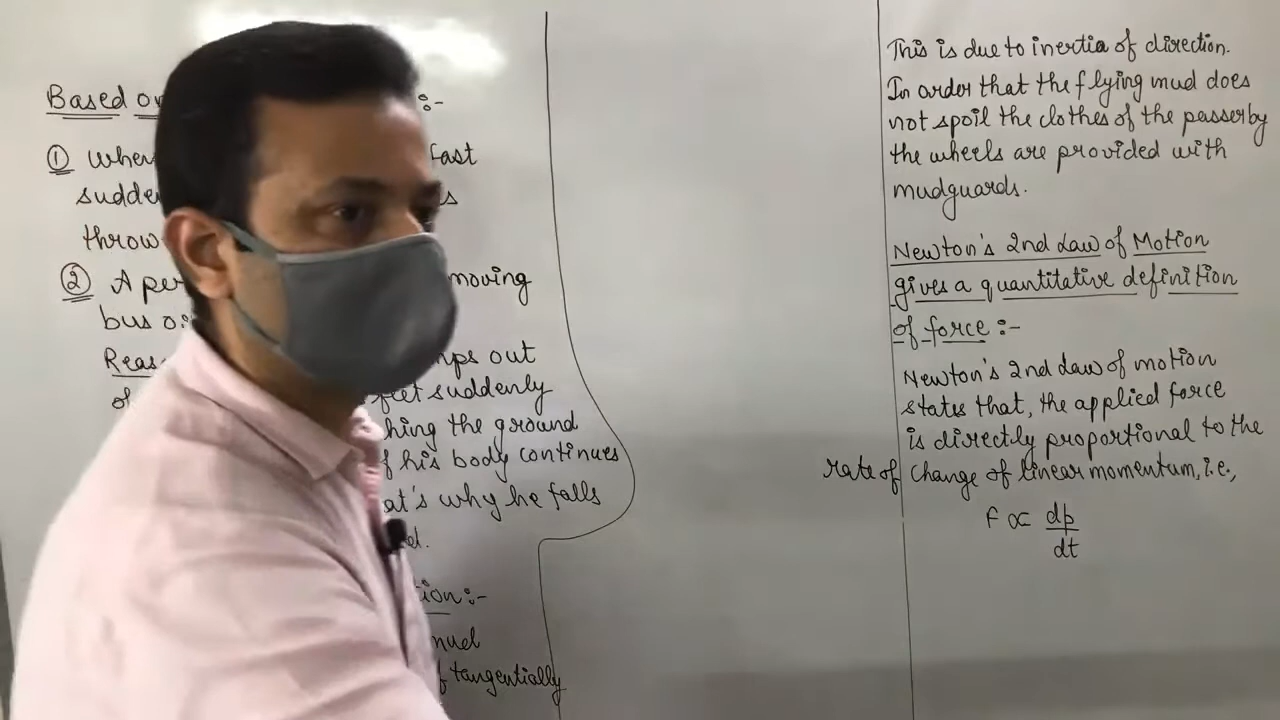 Based :-
① When fast
sudde s
throw
② A per moving
bus o
Reas mps out
of feet suddenly
hing the ground
f his body continues
at's why he falls
d.
tion:-
mud
f tangentially
This is due to inertia of direction.
In order that the flying mud does
not spoil the clothes of the passerby
the wheels are provided with
mudguards.
Newton's 2nd Law of Motion
gives a quantitative definition
of force :-
Newton's 2nd Law of motion
states that, the applied force
is directly proportional to the
rate of change of linear momentum, i.e.,
F ∝ dp/dt